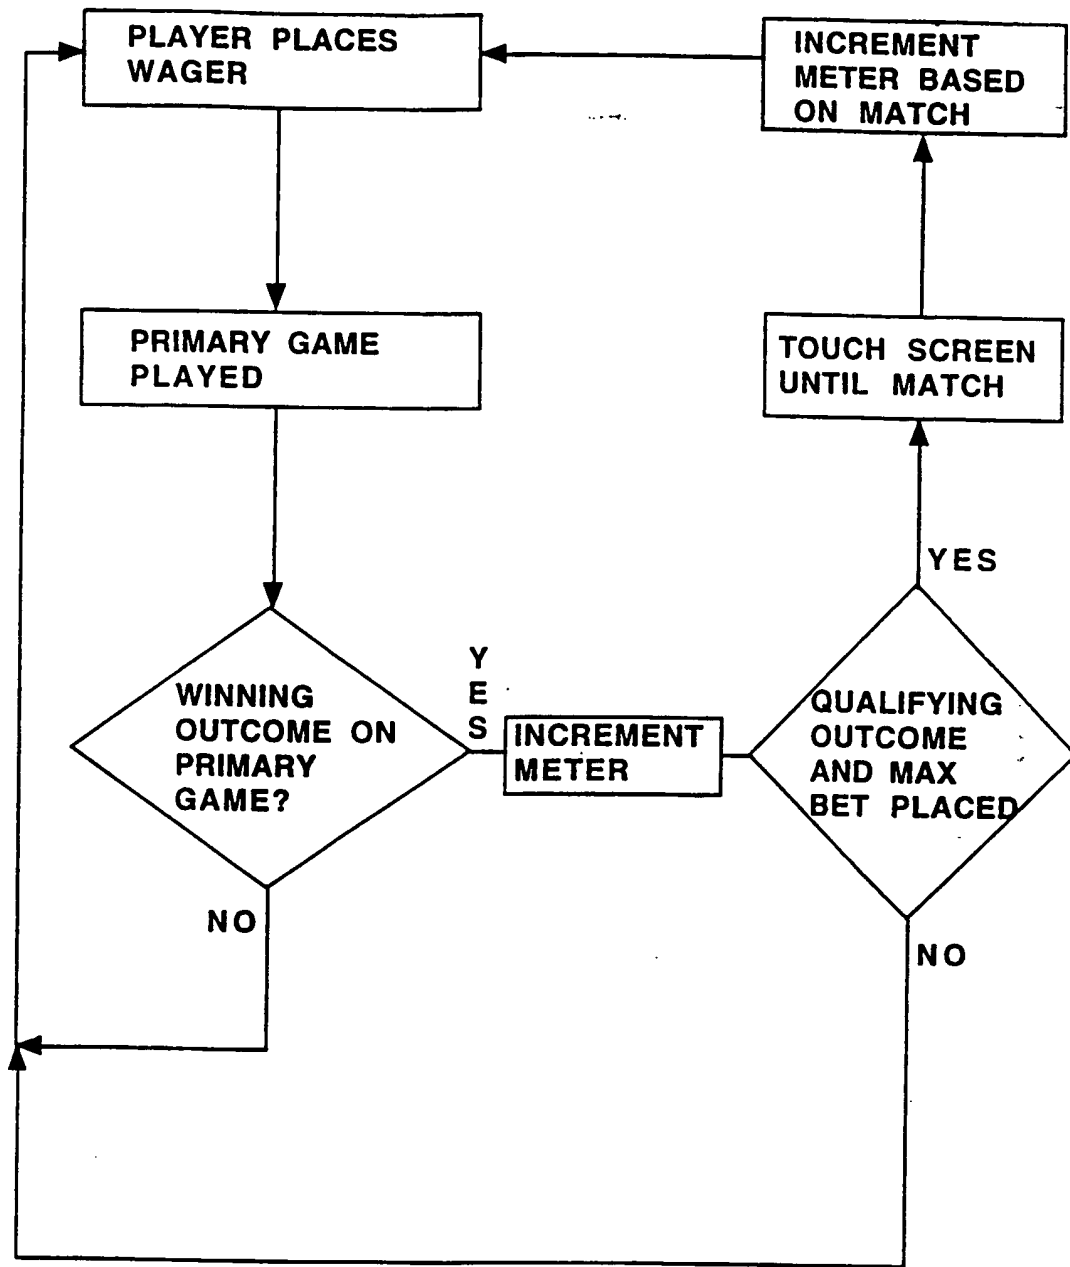 PLAYER PLACES
WAGER
INCREMENT
METER BASED
ON MATCH
PRIMARY GAME
PLAYED
TOUCH SCREEN
UNTIL MATCH
YES
WINNING
OUTCOME ON
PRIMARY
GAME?
Y
E
S
INCREMENT
METER
QUALIFYING
OUTCOME
AND MAX
BET PLACED
NO
NO